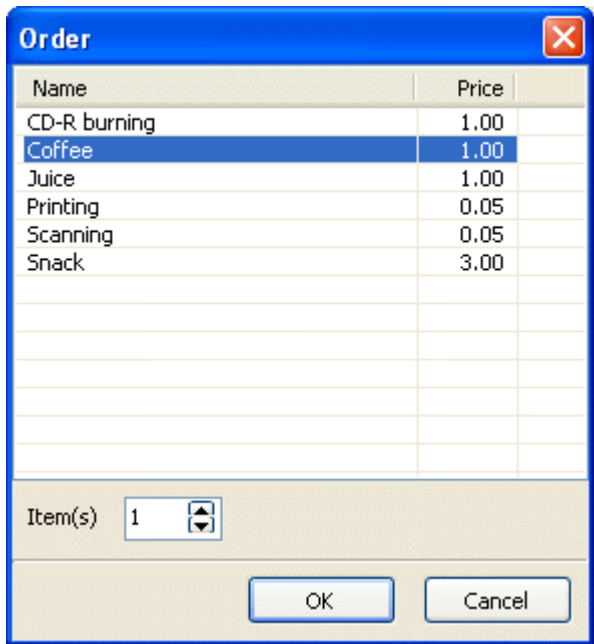 Order
Name Price
CD-R burning 1.00
Coffee 1.00
Juice 1.00
Printing 0.05
Scanning 0.05
Snack 3.00
Item(s) 1
OK Cancel